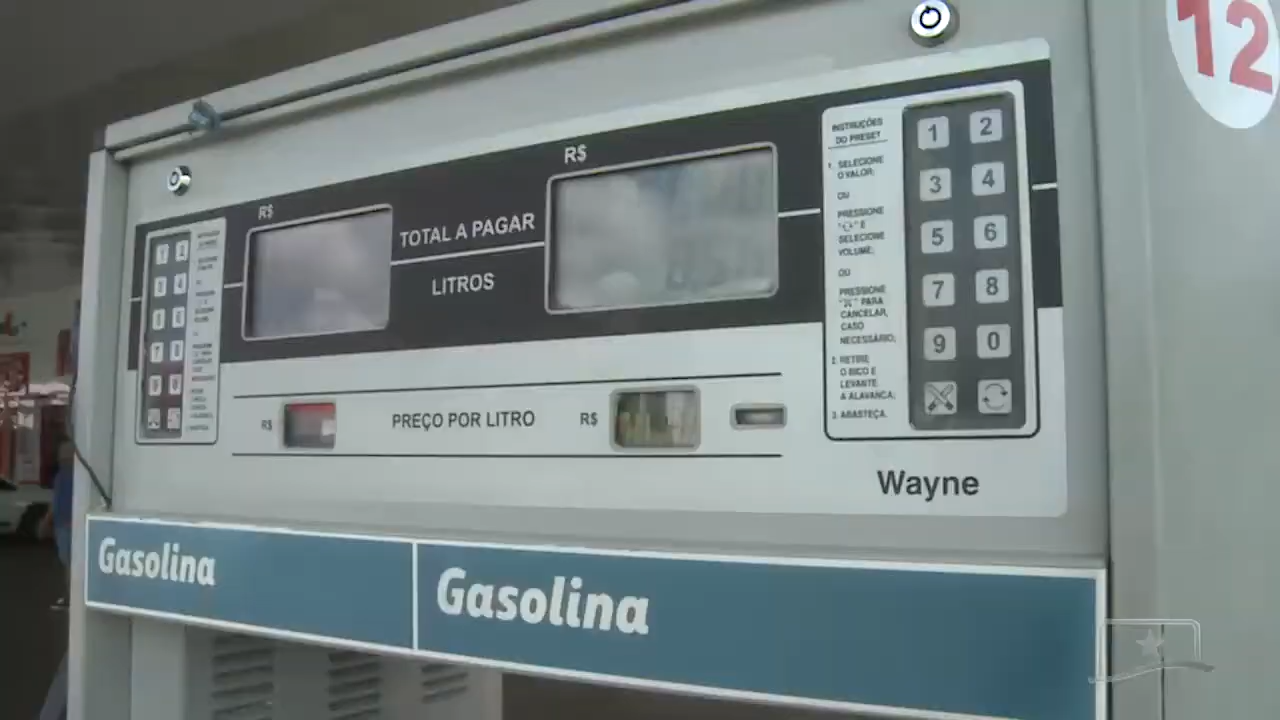 12
R$
R$
TOTAL A PAGAR
LITROS
INSTRUÇÕES
DO PRESET
1. SELECIONE
O VALOR;
OU
PRESSIONE
" " E
SELECIONE
VOLUME;
OU
PRESSIONE
" " PARA
CANCELAR,
CASO
NECESSÁRIO;
2. RETIRE
O BICO E
LEVANTE
A ALAVANCA;
3. ABASTEÇA.
1 2
3 4
5 6
7 8
9 0
R$
PREÇO POR LITRO
R$
Wayne
Gasolina
Gasolina